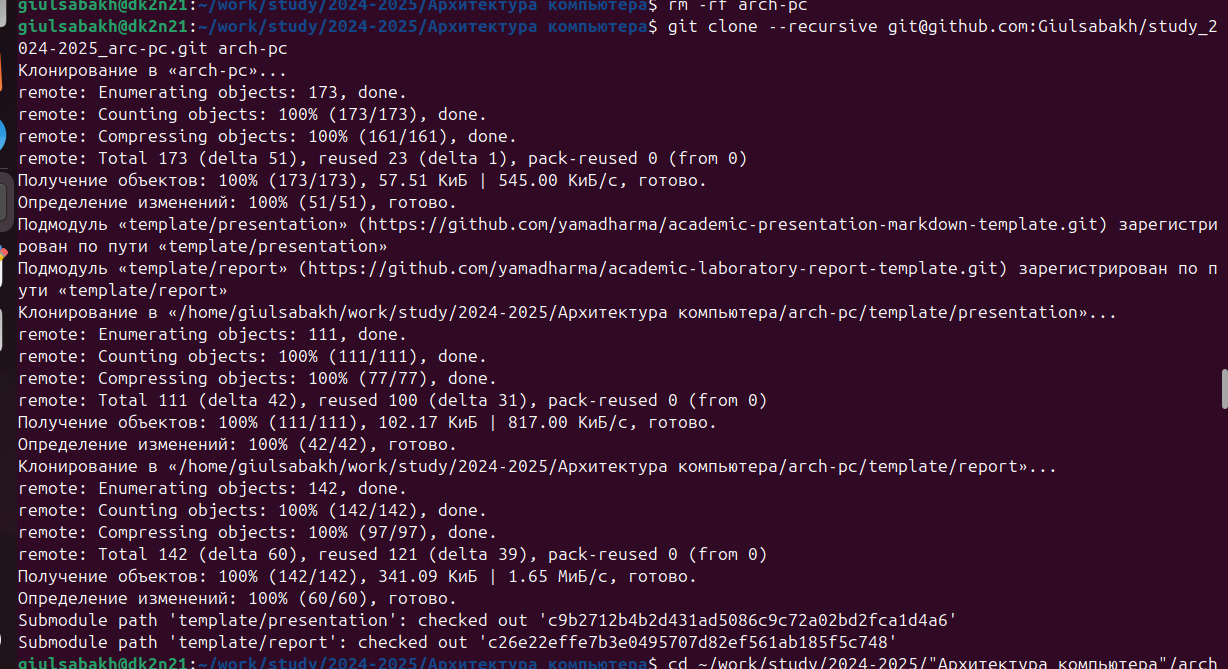 giulsabakh@dk2n21:~/work/study/2024-2025/Архитектура компьютера$ rm -rf arch-pc
giulsabakh@dk2n21:~/work/study/2024-2025/Архитектура компьютера$ git clone --recursive git@github.com:Giulsabakh/study_2
024-2025_arc-pc.git arch-pc
Клонирование в «arch-pc»...
remote: Enumerating objects: 173, done.
remote: Counting objects: 100% (173/173), done.
remote: Compressing objects: 100% (161/161), done.
remote: Total 173 (delta 51), reused 23 (delta 1), pack-reused 0 (from 0)
Получение объектов: 100% (173/173), 57.51 КиБ | 545.00 КиБ/с, готово.
Определение изменений: 100% (51/51), готово.
Подмодуль «template/presentation» (https://github.com/yamadharma/academic-presentation-markdown-template.git) зарегистри
рован по пути «template/presentation»
Подмодуль «template/report» (https://github.com/yamadharma/academic-laboratory-report-template.git) зарегистрирован по п
ути «template/report»
Клонирование в «/home/giulsabakh/work/study/2024-2025/Архитектура компьютера/arch-pc/template/presentation»...
remote: Enumerating objects: 111, done.
remote: Counting objects: 100% (111/111), done.
remote: Compressing objects: 100% (77/77), done.
remote: Total 111 (delta 42), reused 100 (delta 31), pack-reused 0 (from 0)
Получение объектов: 100% (111/111), 102.17 КиБ | 817.00 КиБ/с, готово.
Определение изменений: 100% (42/42), готово.
Клонирование в «/home/giulsabakh/work/study/2024-2025/Архитектура компьютера/arch-pc/template/report»...
remote: Enumerating objects: 142, done.
remote: Counting objects: 100% (142/142), done.
remote: Compressing objects: 100% (97/97), done.
remote: Total 142 (delta 60), reused 121 (delta 39), pack-reused 0 (from 0)
Получение объектов: 100% (142/142), 341.09 КиБ | 1.65 МиБ/с, готово.
Определение изменений: 100% (60/60), готово.
Submodule path 'template/presentation': checked out 'c9b2712b4b2d431ad5086c9c72a02bd2fca1d4a6'
Submodule path 'template/report': checked out 'c26e22effe7b3e0495707d82ef561ab185f5c748'
giulsabakh@dk2n21:~/work/study/2024-2025/Архитектура компьютера$ cd ~/work/study/2024-2025/"Архитектура компьютера"/arch